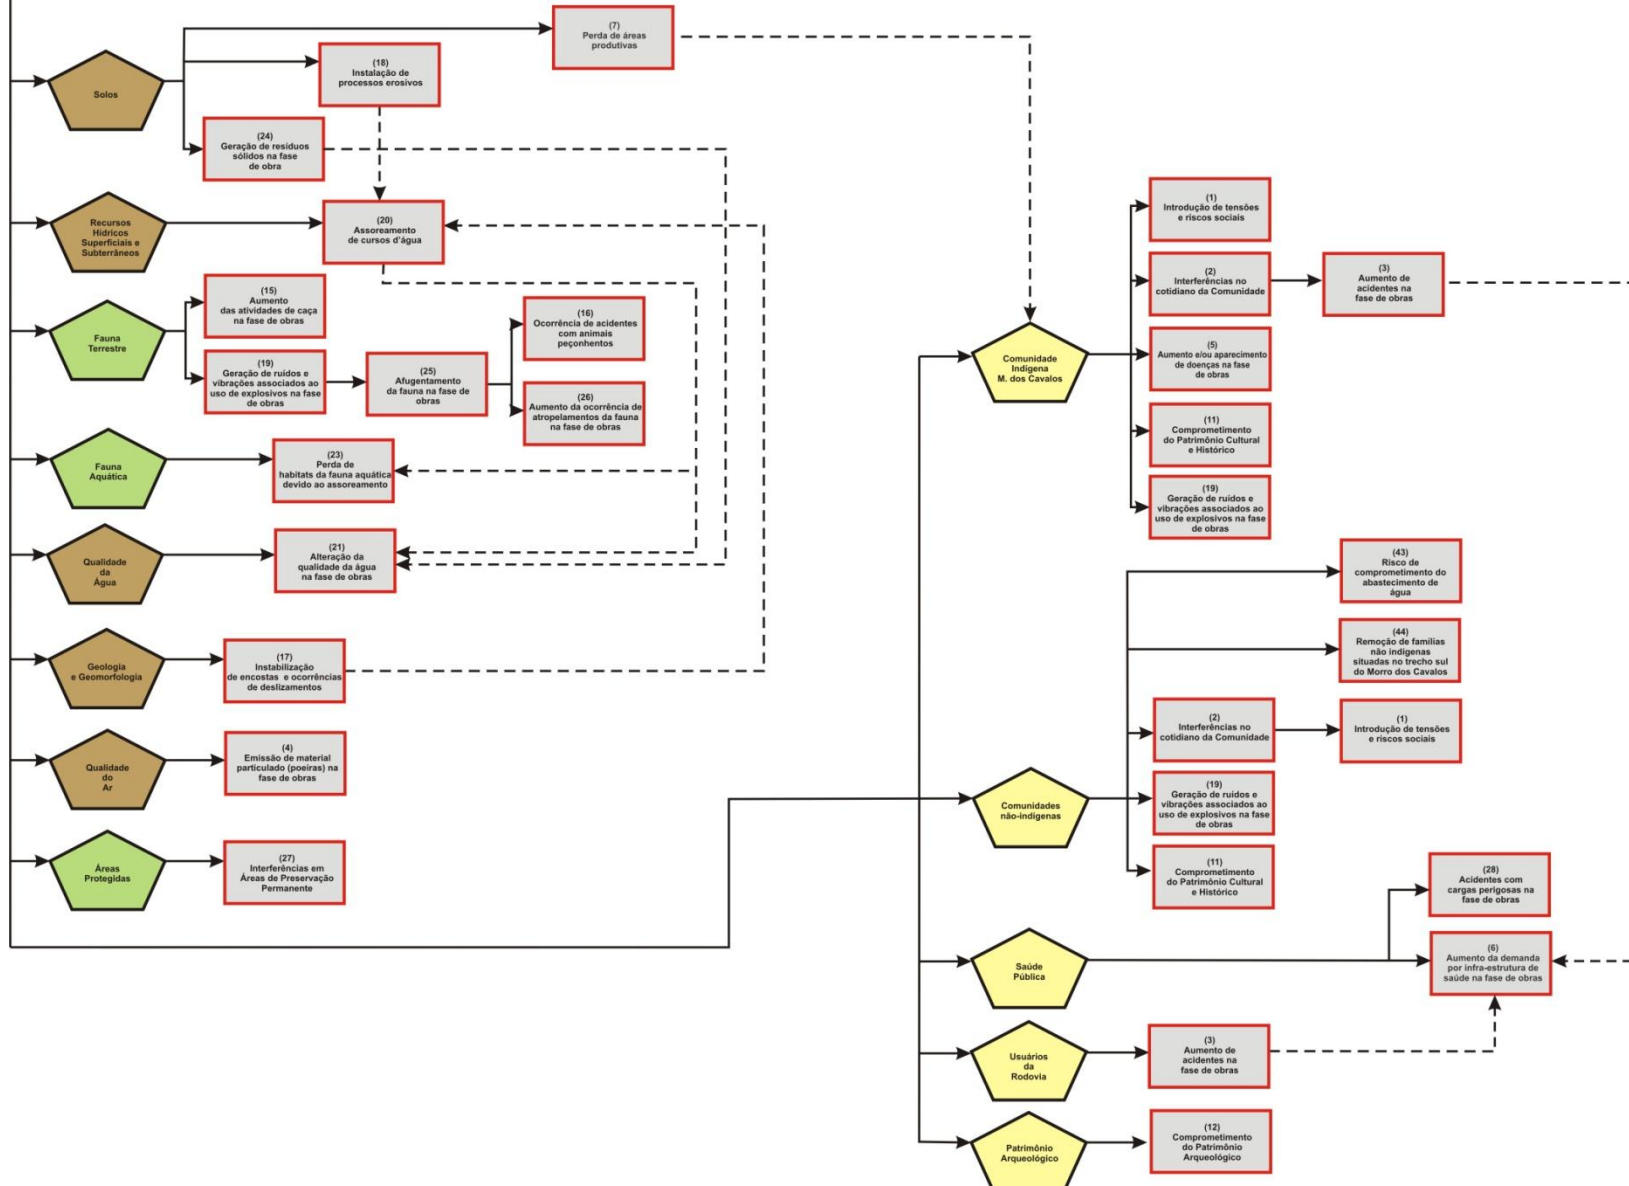 (7)
Perda de áreas
produtivas
Solos
(18)
Instalação de
processos erosivos
(24)
Geração de resíduos
sólidos na fase
de obra
Recursos
Hídricos
Superficiais e
Subterrâneos
(20)
Assoreamento
de cursos d'água
Fauna
Terrestre
(15)
Aumento
das atividades de caça
na fase de obras
(19)
Geração de ruídos e
vibrações associados ao
uso de explosivos na fase
de obras
(25)
Afugentamento
da fauna na fase de
obras
(16)
Ocorrência de acidentes
com animais
peçonhentos
(26)
Aumento da ocorrência de
atropelamentos da fauna
na fase de obras
Fauna
Aquática
(23)
Perda de
habitats da fauna aquática
devido ao assoreamento
Qualidade
da
Água
(21)
Alteração da
qualidade da água
na fase de obras
Geologia
e Geomorfologia
(17)
Instabilização
de encostas e ocorrências
de deslizamentos
Qualidade
do
Ar
(4)
Emissão de material
particulado (poeiras) na
fase de obras
Áreas
Protegidas
(27)
Interferências em
Áreas de Preservação
Permanente
Comunidade
Indígena
M. dos Cavalos
(1)
Introdução de tensões
e riscos sociais
(2)
Interferências no
cotidiano da Comunidade
(3)
Aumento de
acidentes na
fase de obras
(5)
Aumento e/ou aparecimento
de doenças na fase
de obras
(11)
Comprometimento
do Patrimônio Cultural
e Histórico
(19)
Geração de ruídos e
vibrações associados ao
uso de explosivos na fase
de obras
Comunidades
não-indígenas
(43)
Risco de
comprometimento do
abastecimento de
água
(44)
Remoção de famílias
não indígenas
situadas no trecho sul
do Morro dos Cavalos
(2)
Interferências no
cotidiano da Comunidade
(1)
Introdução de tensões
e riscos sociais
(19)
Geração de ruídos e
vibrações associados ao
uso de explosivos na fase
de obras
(11)
Comprometimento
do Patrimônio Cultural
e Histórico
Saúde
Pública
(28)
Acidentes com
cargas perigosas na
fase de obras
(6)
Aumento da demanda
por infra-estrutura de
saúde na fase de obras
Usuários
da
Rodovia
(3)
Aumento de
acidentes na
fase de obras
Patrimônio
Arqueológico
(12)
Comprometimento
do Patrimônio
Arqueológico